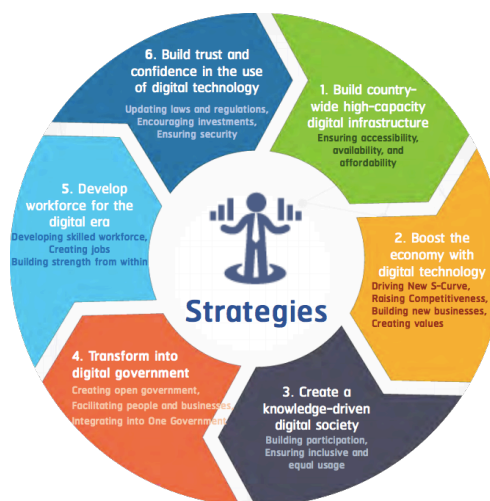 6. Build trust and
confidence in the use
of digital technology
Updating laws and regulations,
Encouraging investments,
Ensuring security
1. Build country-
wide high-capacity
digital infrastructure
Ensuring accessibility,
availability, and
affordability
2. Boost the
economy with
digital technology
Driving New S-Curve,
Raising Competitiveness,
Building new businesses,
Creating values
3. Create a
knowledge-driven
digital society
Building participation,
Ensuring inclusive and
equal usage
4. Transform into
digital government
Creating open government,
Facilitating people and businesses
Integrating into One Government
5. Develop
workforce for the
digital era
Developing skilled workforce,
Creating jobs
Building strength from within
Strategies